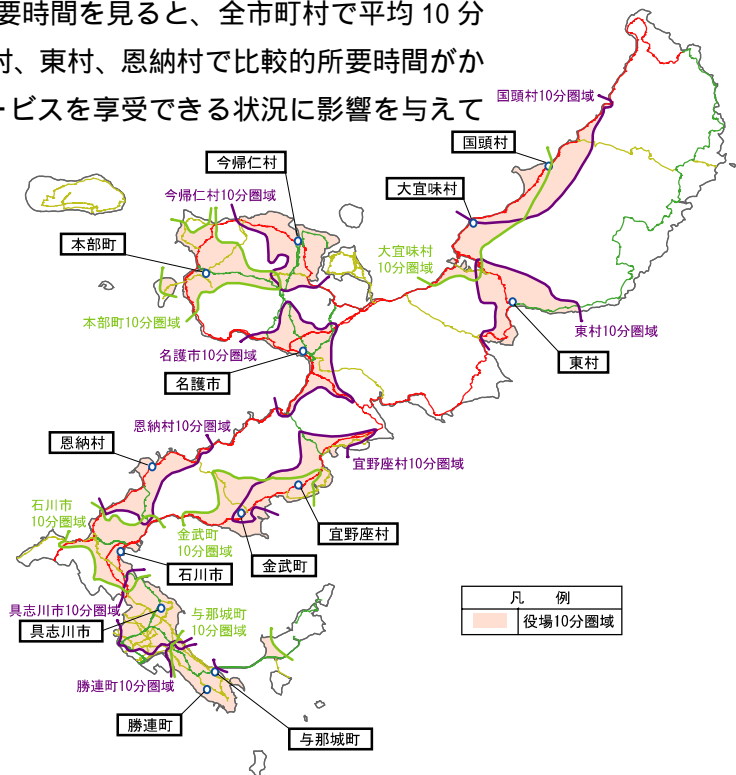 要時間を見ると、全市町村で平均 10 分
村、東村、恩納村で比較的所要時間がか
ービスを享受できる状況に影響を与えて
国頭村10分圏域
国頭村
今帰仁村
大宜味村
今帰仁村10分圏域
本部町
大宜味村
10分圏域
本部町10分圏域
東村10分圏域
名護市10分圏域
東村
名護市
恩納村10分圏域
恩納村
宜野座村10分圏域
石川市
10分圏域
金武町
10分圏域
宜野座村
金武町
石川市
凡 例
役場10分圏域
具志川市10分圏域
与那城町
10分圏域
具志川市
勝連町10分圏域
勝連町
与那城町